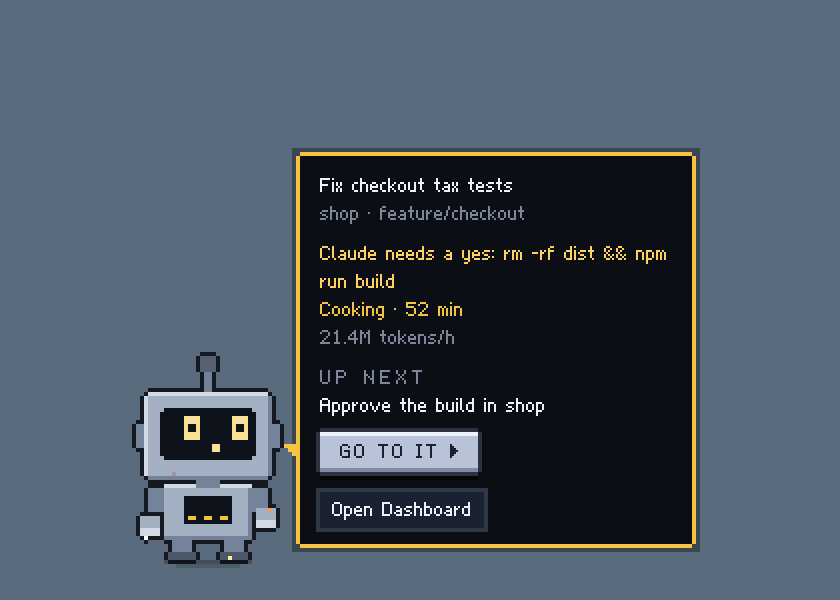 Fix checkout tax tests
shop · feature/checkout
Claude needs a yes: rm -rf dist && npm
run build
Cooking · 52 min
21.4M tokens/h
UP NEXT
Approve the build in shop
GO TO IT
Open Dashboard